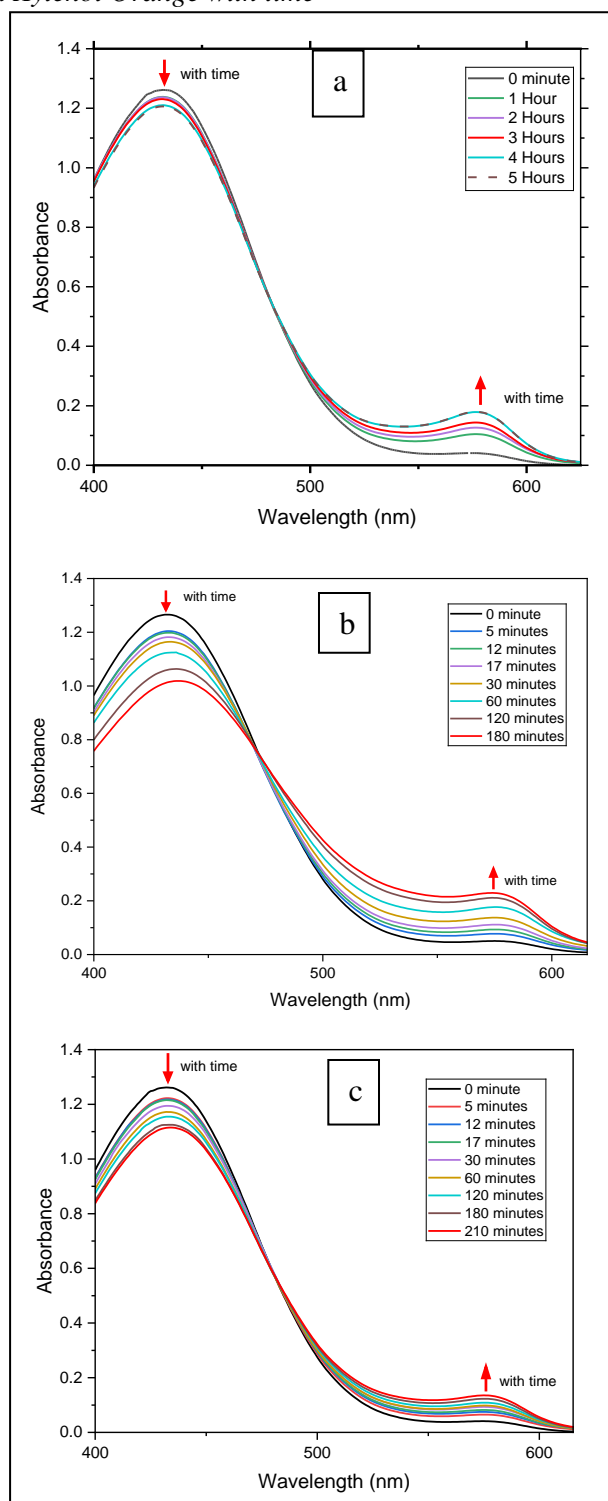 Xylenol Orange with time
a
with time
0 minute
1 Hour
2 Hours
3 Hours
4 Hours
5 Hours
with time
1.4
1.2
1.0
0.8
0.6
0.4
0.2
0.0
400
500
600
Absorbance
Wavelength (nm)
b
with time
0 minute
5 minutes
12 minutes
17 minutes
30 minutes
60 minutes
120 minutes
180 minutes
with time
1.4
1.2
1.0
0.8
0.6
0.4
0.2
0.0
400
500
600
Absorbance
Wavelength (nm)
c
with time
0 minute
5 minutes
12 minutes
17 minutes
30 minutes
60 minutes
120 minutes
180 minutes
210 minutes
with time
1.4
1.2
1.0
0.8
0.6
0.4
0.2
0.0
400
500
600
Absorbance
Wavelength (nm)